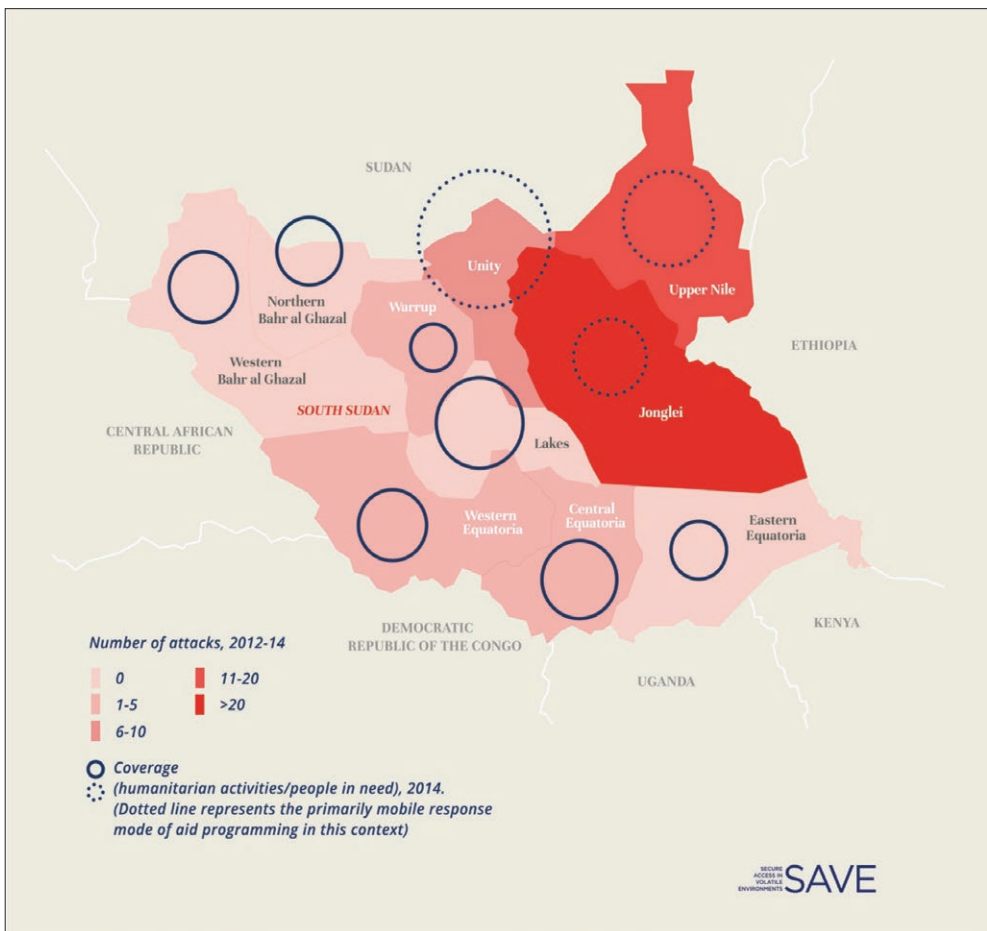 SUDAN
Unity
Upper Nile
Northern
Bahr al Ghazal
Warrup
ETHIOPIA
Western
Bahr al Ghazal
SOUTH SUDAN
Jonglei
CENTRAL AFRICAN
REPUBLIC
Lakes
Western
Equatoria
Central
Equatoria
Eastern
Equatoria
DEMOCRATIC
REPUBLIC OF THE CONGO
KENYA
UGANDA
Number of attacks, 2012-14
0
1-5
6-10
11-20
>20
Coverage
(humanitarian activities/people in need), 2014.
(Dotted line represents the primarily mobile response
mode of aid programming in this context)
SECURE
ACCESS IN
VOLATILE
ENVIRONMENTS
SAVE